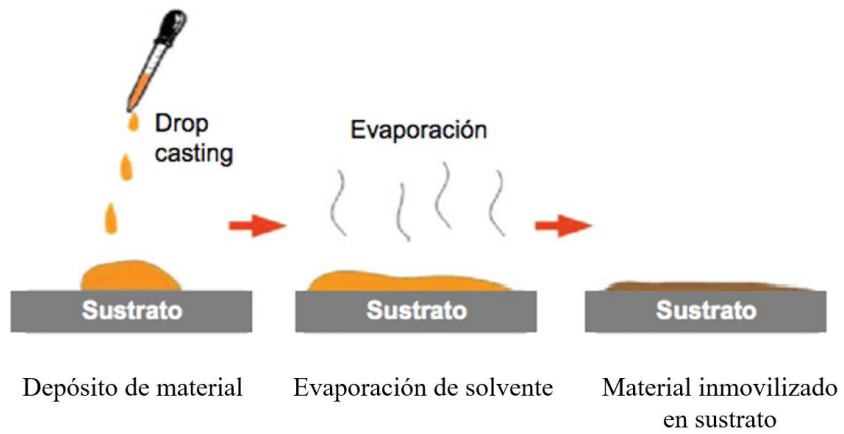 Drop
casting
Evaporación
Sustrato
Sustrato
Sustrato
Depósito de material
Evaporación de solvente
Material inmovilizado
en sustrato